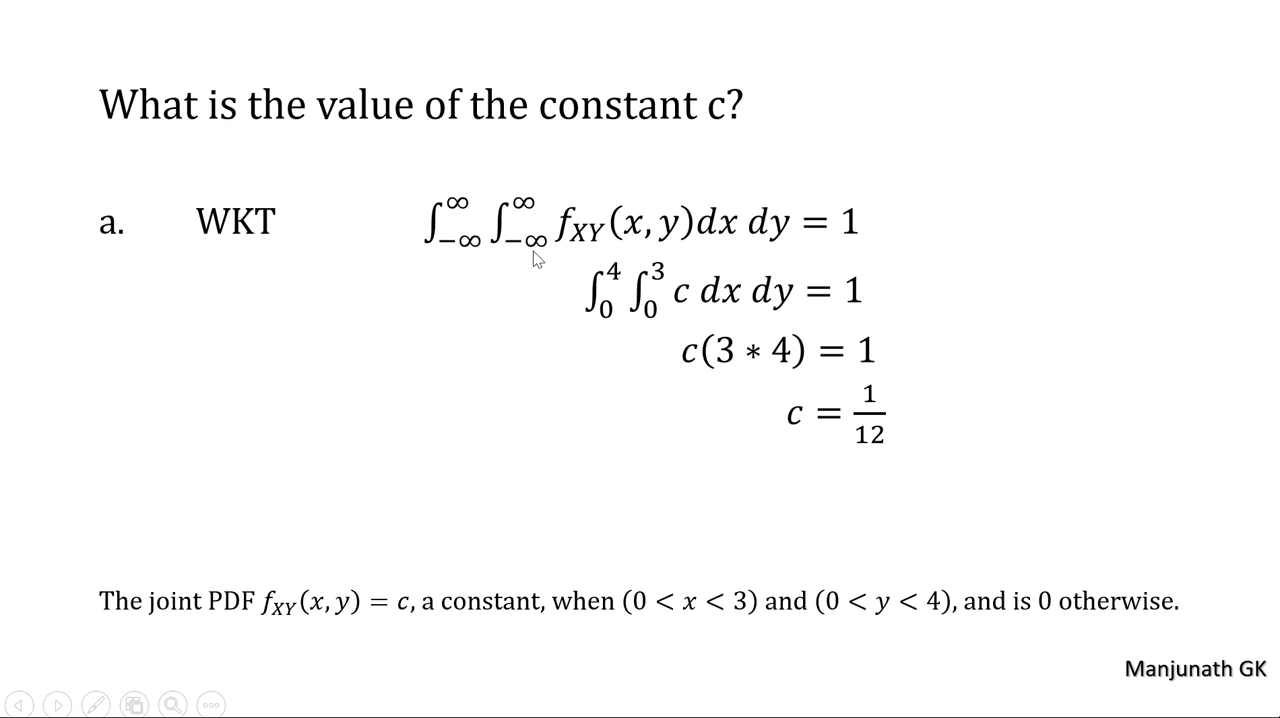 What is the value of the constant c?
a. WKT ∫_{−∞}^{∞} ∫_{−∞}^{∞} f_{XY}(x, y)dx dy = 1
∫_0^4 ∫_0^3 c dx dy = 1
c(3 ∗ 4) = 1
c = 1/12
The joint PDF f_{XY}(x, y) = c, a constant, when (0 < x < 3) and (0 < y < 4), and is 0 otherwise.
Manjunath GK